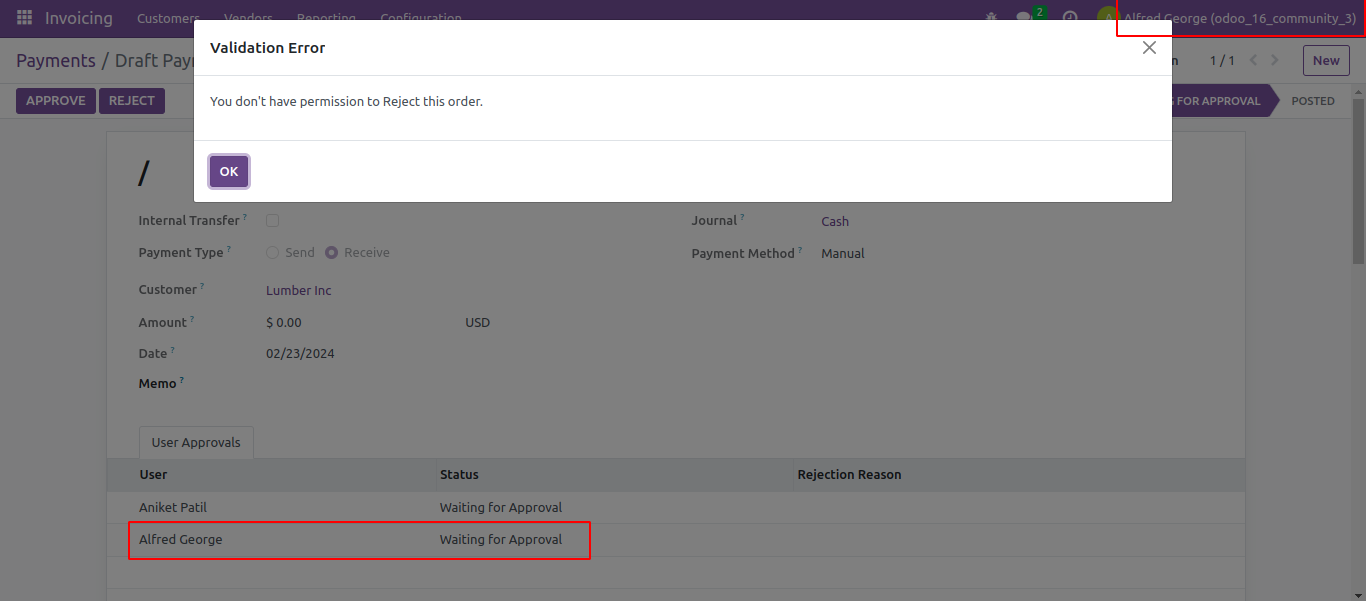 Invoicing Customers Vendors Reporting Configuration 2 A Alfred George (odoo_16_community_3)
Validation Error
Payments / Draft Pay 1 / 1 New
APPROVE REJECT FOR APPROVAL POSTED
You don't have permission to Reject this order.
OK
/
Internal Transfer ? Journal ? Cash
Payment Type ? Send Receive Payment Method ? Manual
Customer ? Lumber Inc
Amount ? $ 0.00 USD
Date ? 02/23/2024
Memo ?
User Approvals
User Status Rejection Reason
Aniket Patil Waiting for Approval
Alfred George Waiting for Approval